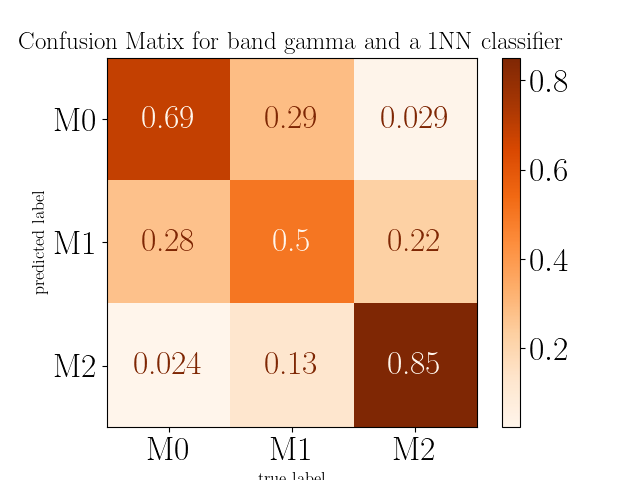 Confusion Matix for band gamma and a 1NN classifier
M0 0.69 0.29 0.029 0.8
0.6
predicted label
M1 0.28 0.5 0.22 0.4
M2 0.024 0.13 0.85 0.2
M0 M1 M2
true label